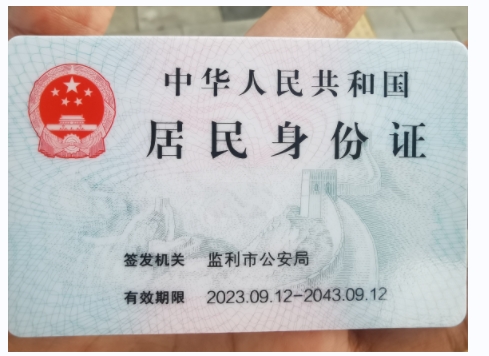 中华人民共和国
居民身份证
签发机关 监利市公安局
有效期限 2023.09.12-2043.09.12